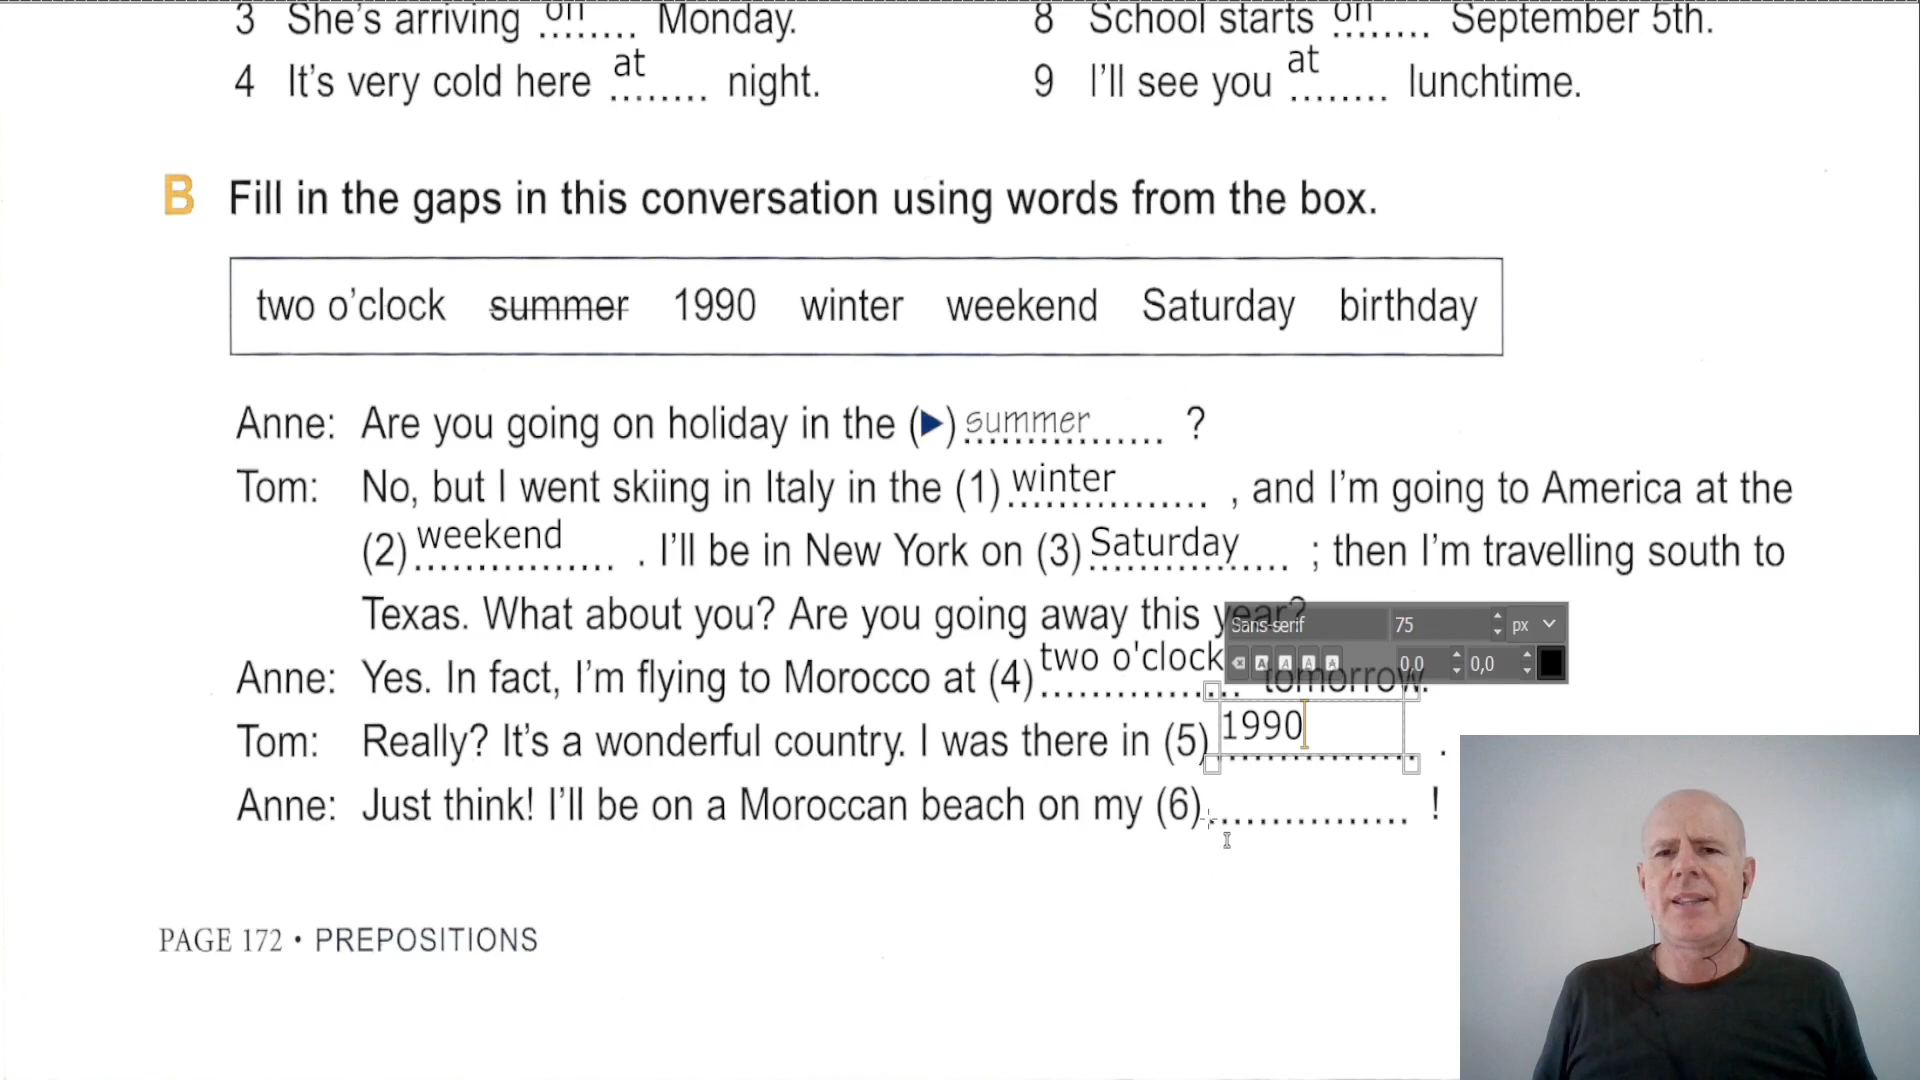 3 She's arriving on ........ Monday.
8 School starts on ........ September 5th.
4 It's very cold here at ........ night.
9 I'll see you at ........ lunchtime.
B Fill in the gaps in this conversation using words from the box.
two o'clock summer 1990 winter weekend Saturday birthday
Anne: Are you going on holiday in the (▶) summer ?
Tom: No, but I went skiing in Italy in the (1) winter , and I'm going to America at the
(2) weekend . I'll be in New York on (3) Saturday ; then I'm travelling south to
Texas. What about you? Are you going away this year?
Sans-serif 75 px
0,0 0,0
Anne: Yes. In fact, I'm flying to Morocco at (4) two o'clock tomorrow.
Tom: Really? It's a wonderful country. I was there in (5) 1990 .
Anne: Just think! I'll be on a Moroccan beach on my (6) ................ !
PAGE 172 • PREPOSITIONS